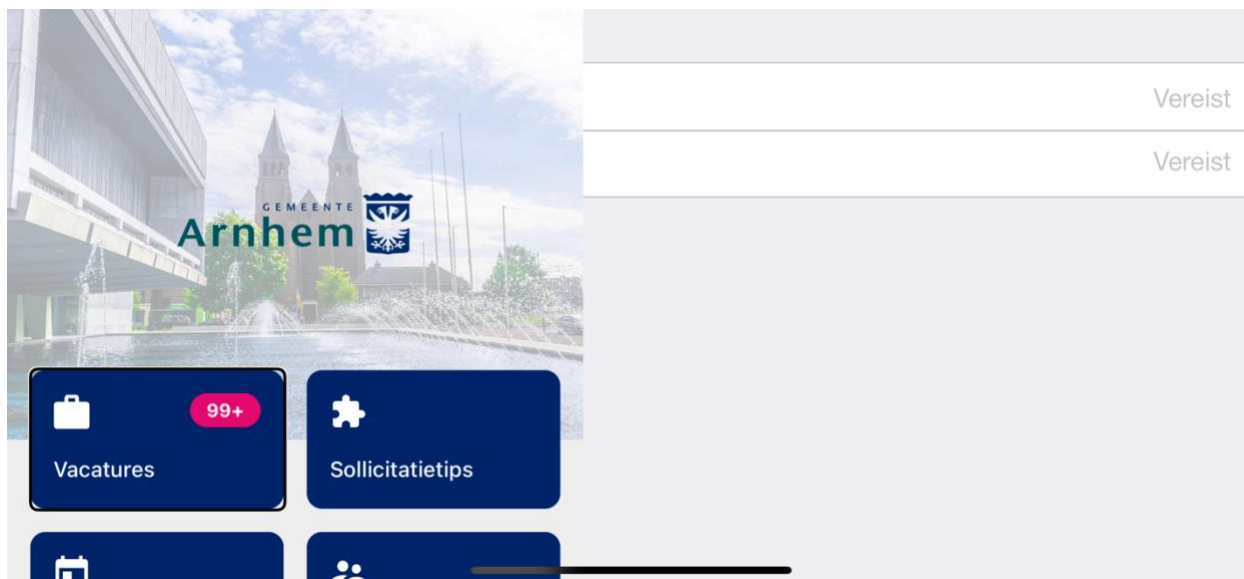 Vereist
Vereist
GEMEENTE
Arnhem
99+
Vacatures
Sollicitatietips